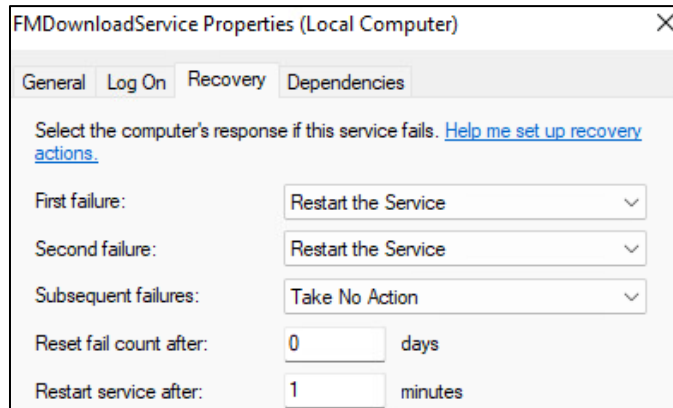 FMDownloadService Properties (Local Computer)
General Log On Recovery Dependencies
Select the computer's response if this service fails. Help me set up recovery
actions.
First failure: Restart the Service
Second failure: Restart the Service
Subsequent failures: Take No Action
Reset fail count after: 0 days
Restart service after: 1 minutes